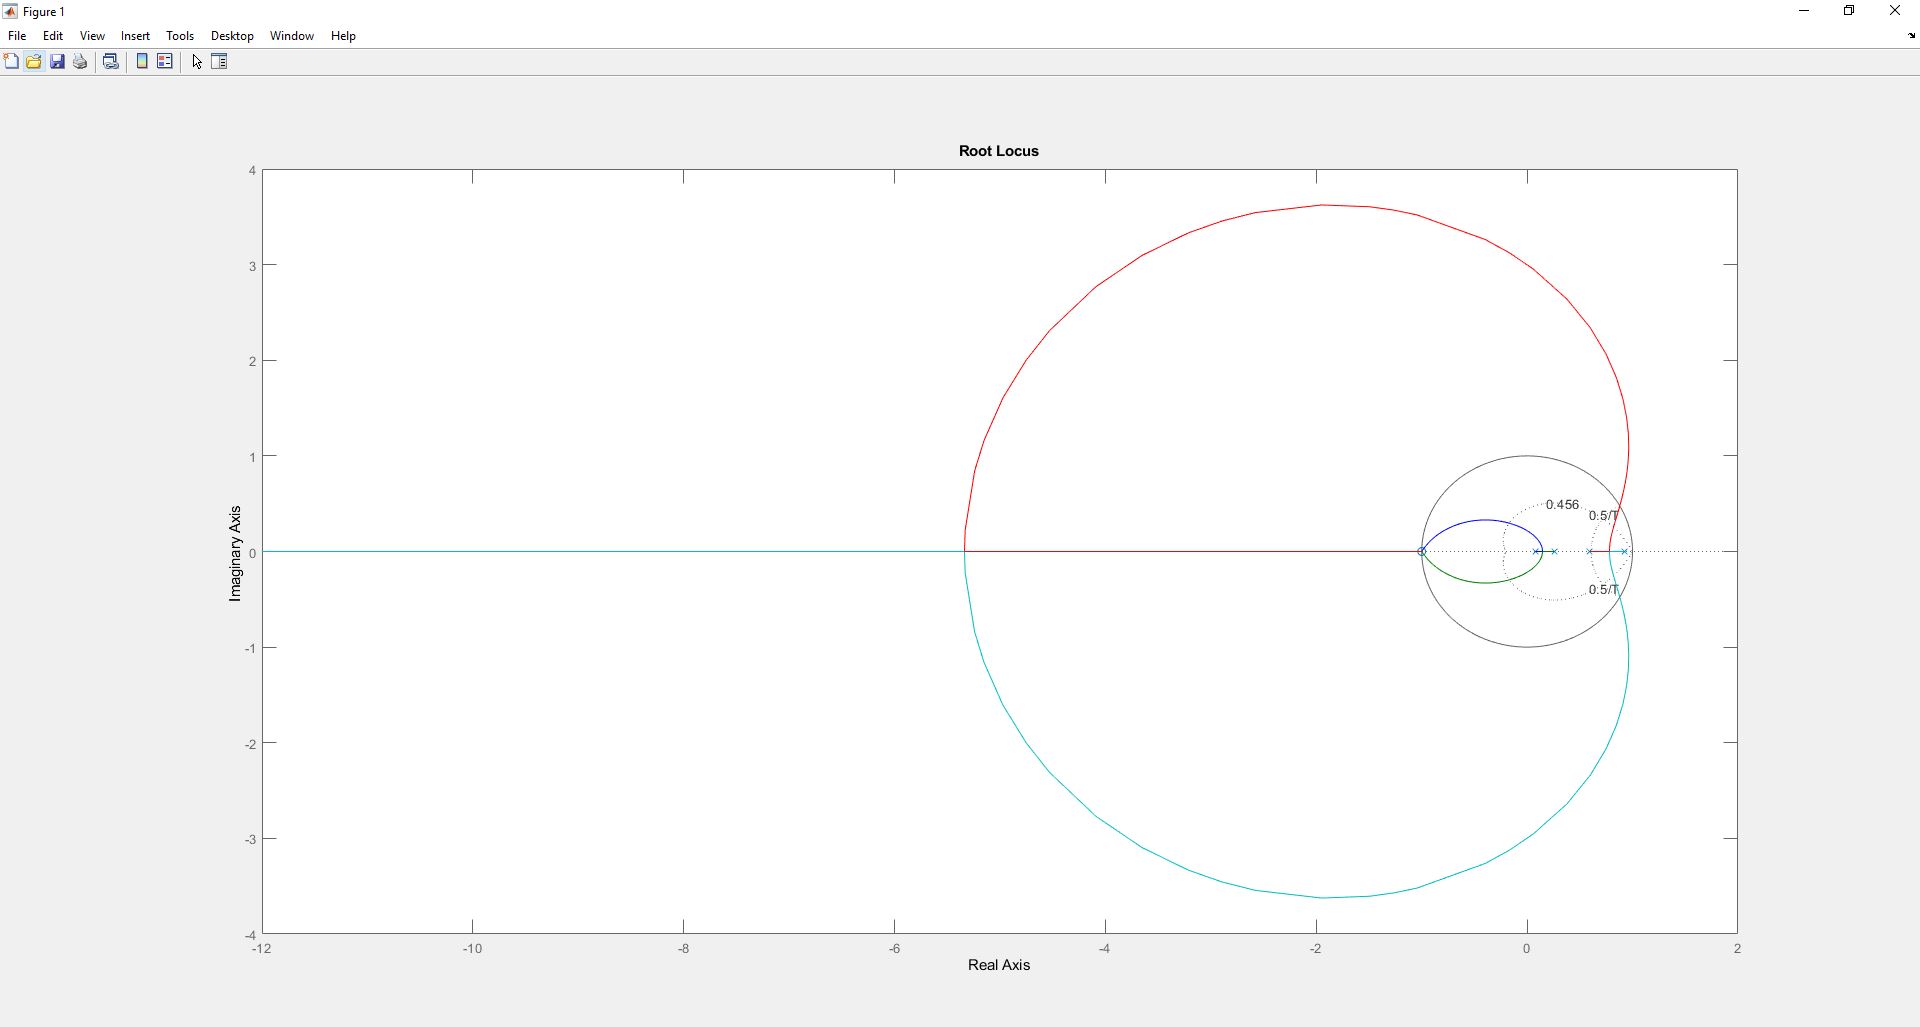 Figure 1
File Edit View Insert Tools Desktop Window Help
Root Locus
4
3
2
1
0
-1
-2
-3
-4
Imaginary Axis
0.456
0.5/T
0.5/T
-12 -10 -8 -6 -4 -2 0 2
Real Axis